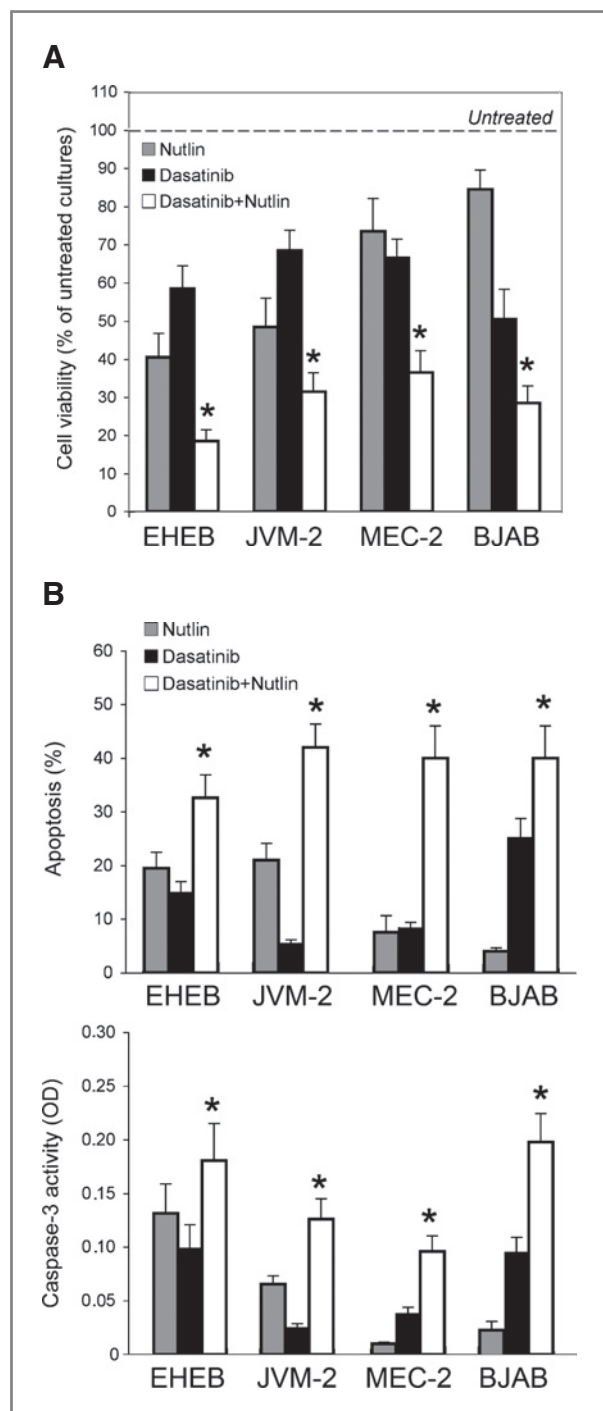 A
Cell viability (% of untreated cultures)
110
100
90
80
70
60
50
40
30
20
10
0
Untreated
Nutlin
Dasatinib
Dasatinib+Nutlin
*
*
*
*
EHEB JVM-2 MEC-2 BJAB
B
Nutlin
Dasatinib
Dasatinib+Nutlin
Apoptosis (%)
60
50
40
30
20
10
0
*
*
*
*
EHEB JVM-2 MEC-2 BJAB
Caspase-3 activity (OD)
0.30
0.25
0.20
0.15
0.10
0.05
0
*
*
*
*
EHEB JVM-2 MEC-2 BJAB